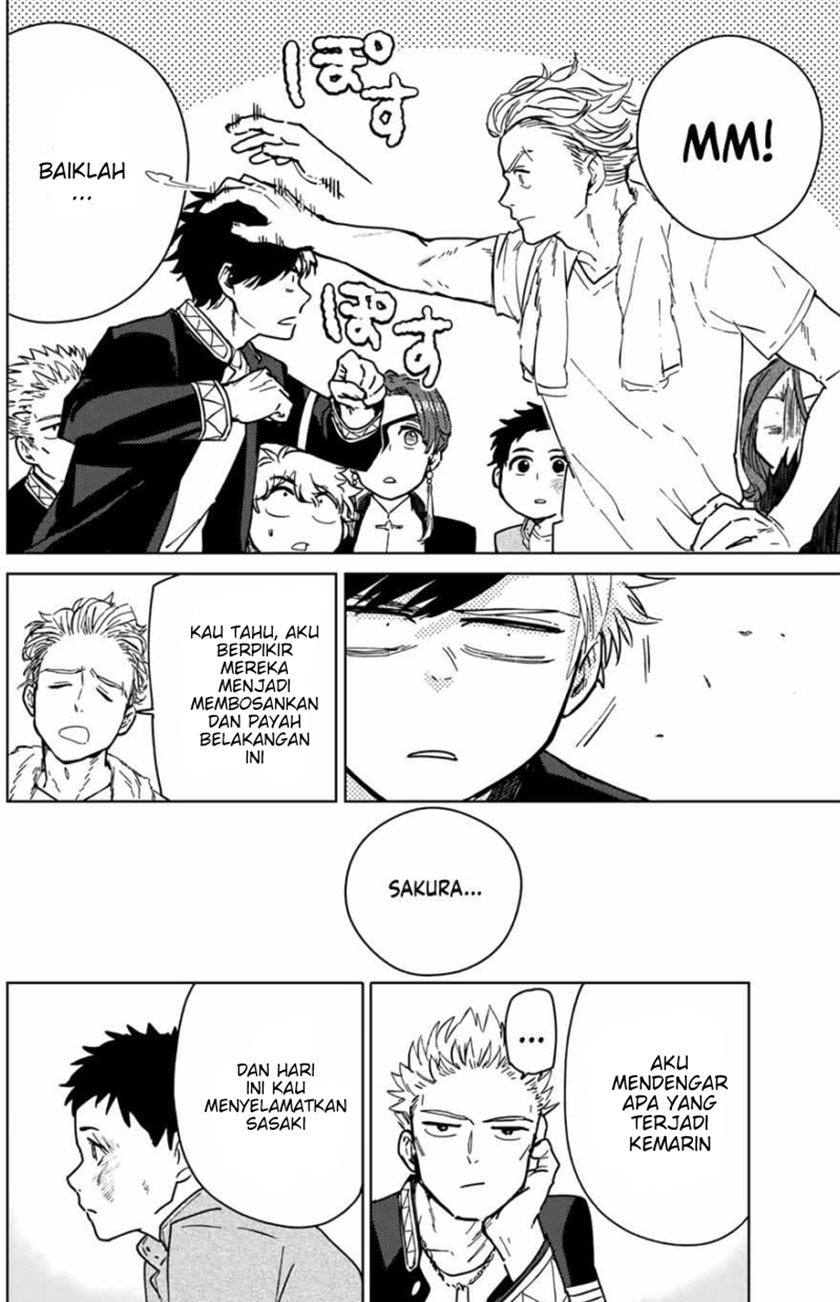 MM!
ぽす
ぽす
BAIKLAH
...
KAU TAHU, AKU
BERPIKIR
MEREKA
MENJADI
MEMBOSANKAN
DAN PAYAH
BELAKANGAN
INI
SAKURA...
AKU
MENDENGAR
APA YANG
TERJADI
KEMARIN
...
DAN HARI
INI KAU
MENYELAMATKAN
SASAKI